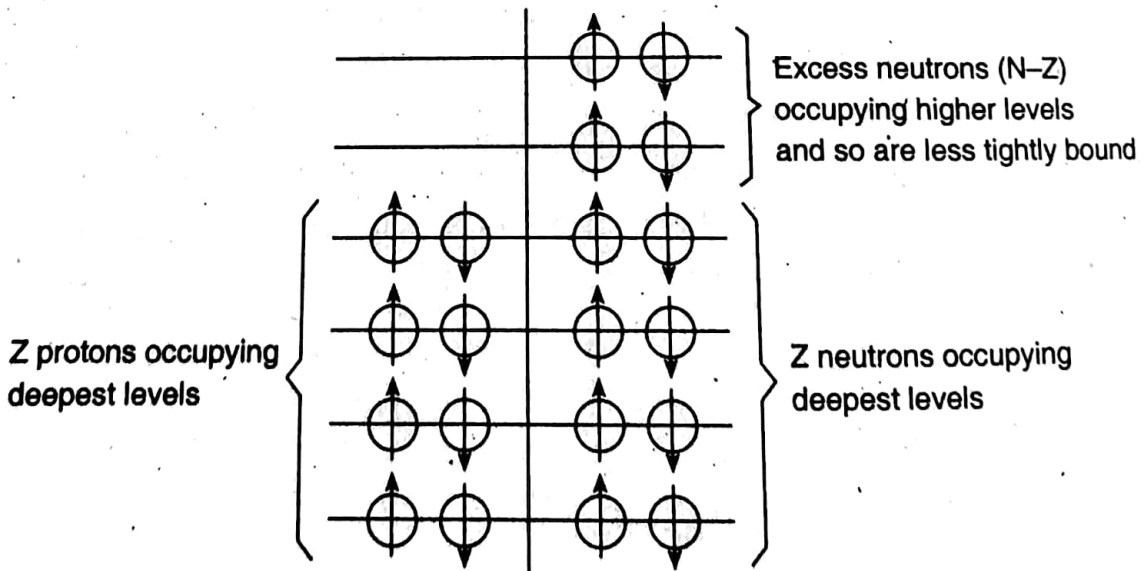 Excess neutrons (N–Z)
occupying higher levels
and so are less tightly bound
Z protons occupying
deepest levels
Z neutrons occupying
deepest levels